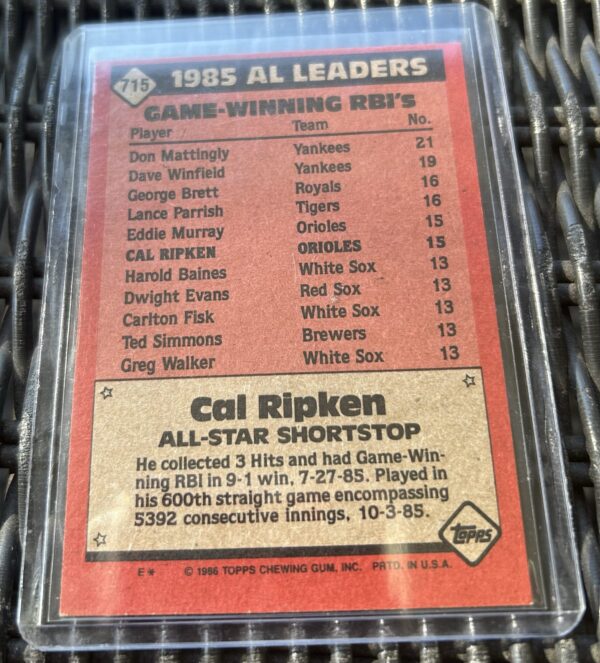 715
1985 AL LEADERS
GAME-WINNING RBI's
Player Team No.
Don Mattingly Yankees 21
Dave Winfield Yankees 19
George Brett Royals 16
Lance Parrish Tigers 16
Eddie Murray Orioles 15
CAL RIPKEN ORIOLES 15
Harold Baines White Sox 13
Dwight Evans Red Sox 13
Carlton Fisk White Sox 13
Ted Simmons Brewers 13
Greg Walker White Sox 13
Cal Ripken
ALL-STAR SHORTSTOP
He collected 3 Hits and had Game-Win-
ning RBI in 9-1 win, 7-27-85. Played in
his 600th straight game encompassing
5392 consecutive innings, 10-3-85.
Topps
E* © 1986 TOPPS CHEWING GUM, INC. PRTD. IN U.S.A.